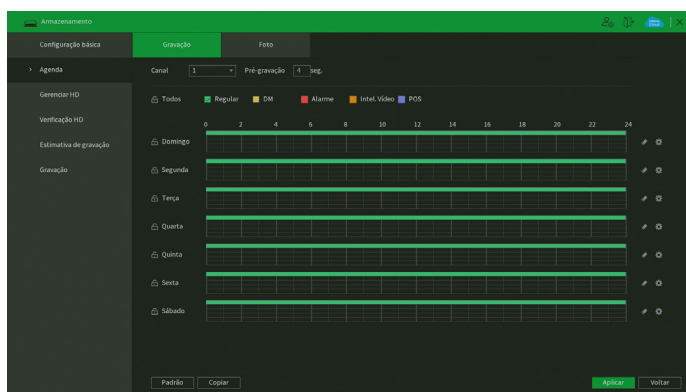 Armazenamento
Configuração básica
Gravação
Foto
Agenda
Canal 1 Pré-gravação 4 seg.
Gerenciar HD
Todos Regular DM Alarme Intel. Vídeo POS
Verificação HD
0 2 4 6 8 10 12 14 16 18 20 22 24
Estimativa de gravação
Domingo
Gravação
Segunda
Terça
Quarta
Quinta
Sexta
Sábado
Padrão Copiar Aplicar Voltar